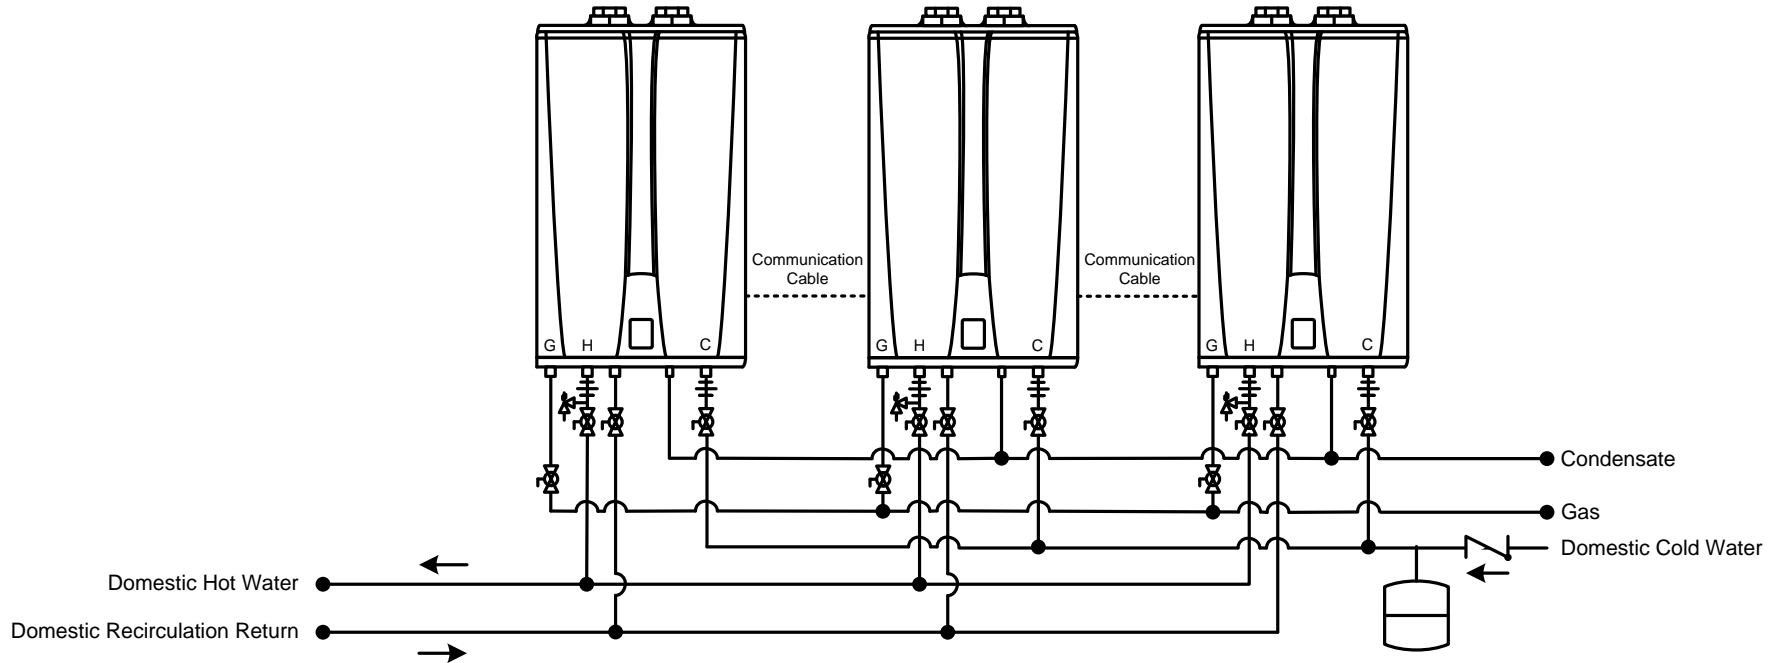 Communication
Cable
Communication
Cable
G H C
G H C
G H C
Condensate
Gas
Domestic Cold Water
Domestic Hot Water
Domestic Recirculation Return